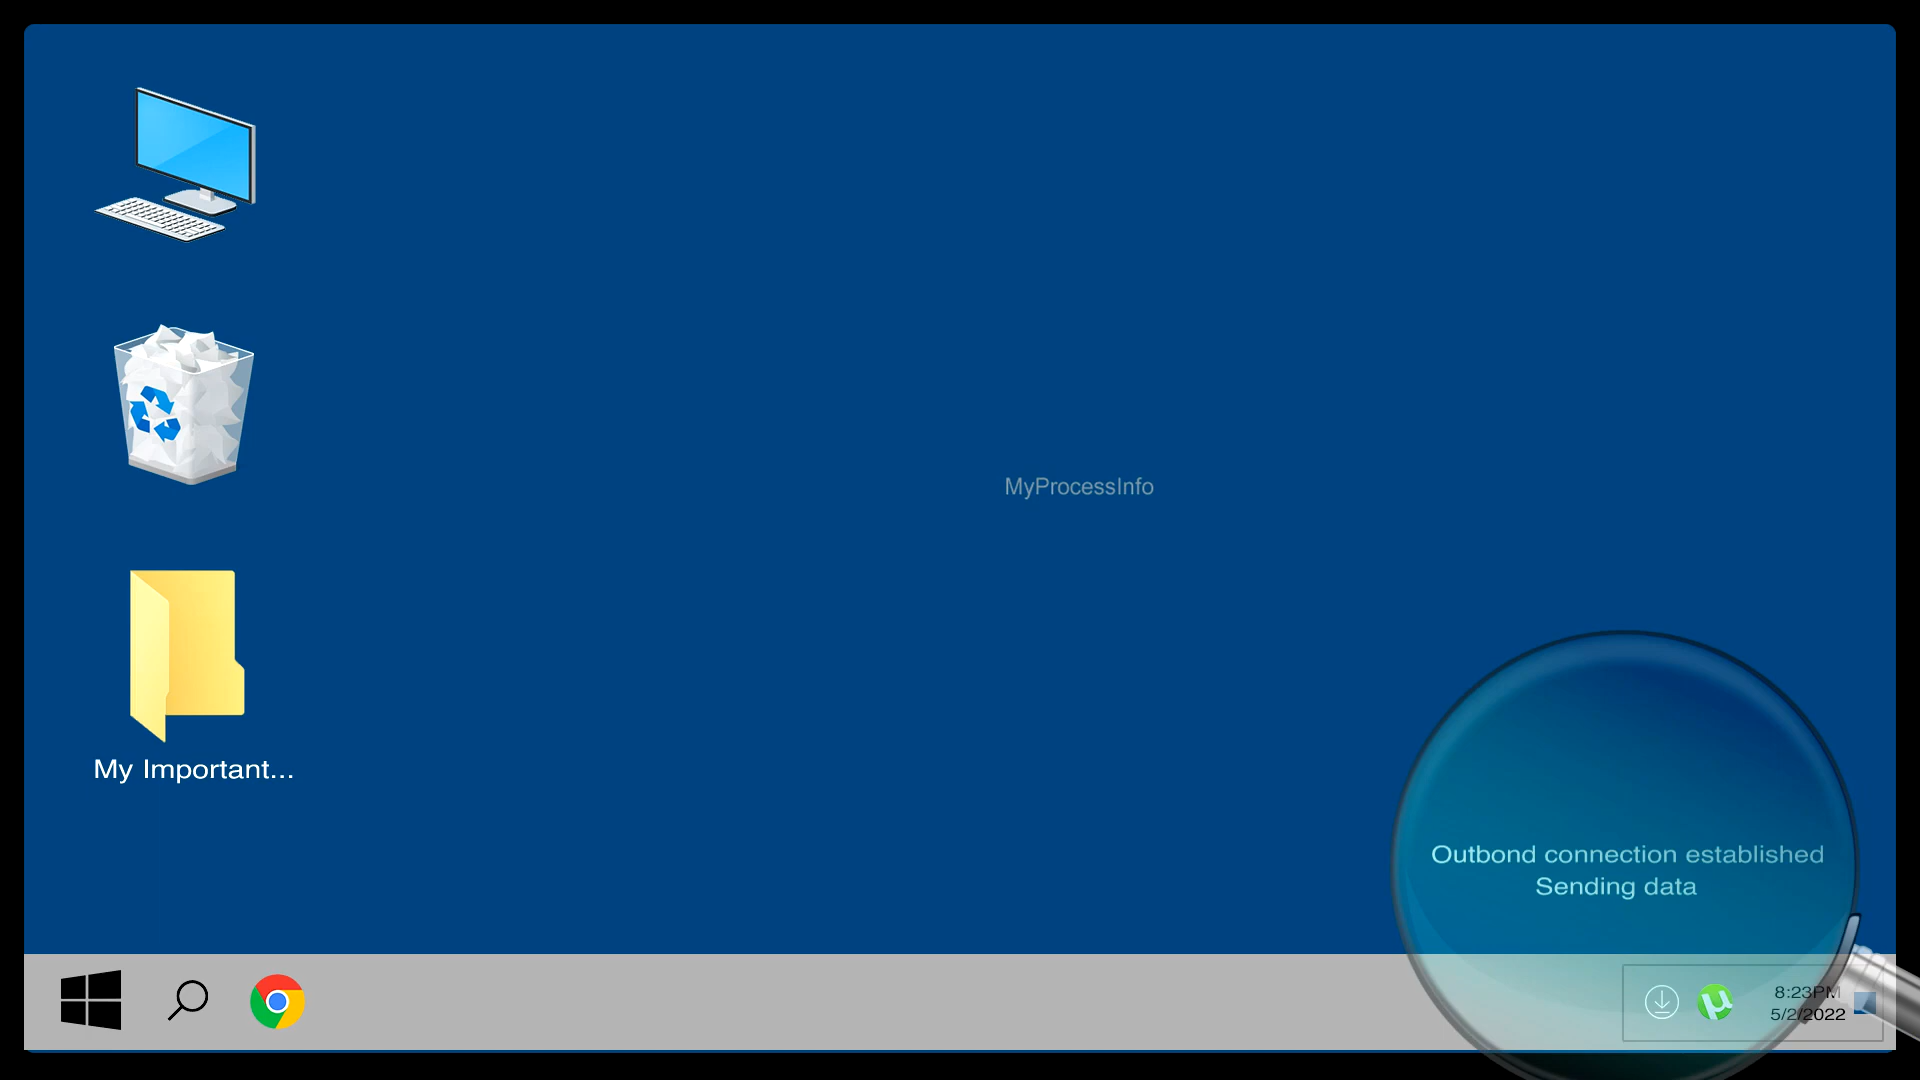 MyProcessInfo
My Important...
Outbond connection established
Sending data
8:23PM
5/2/2022